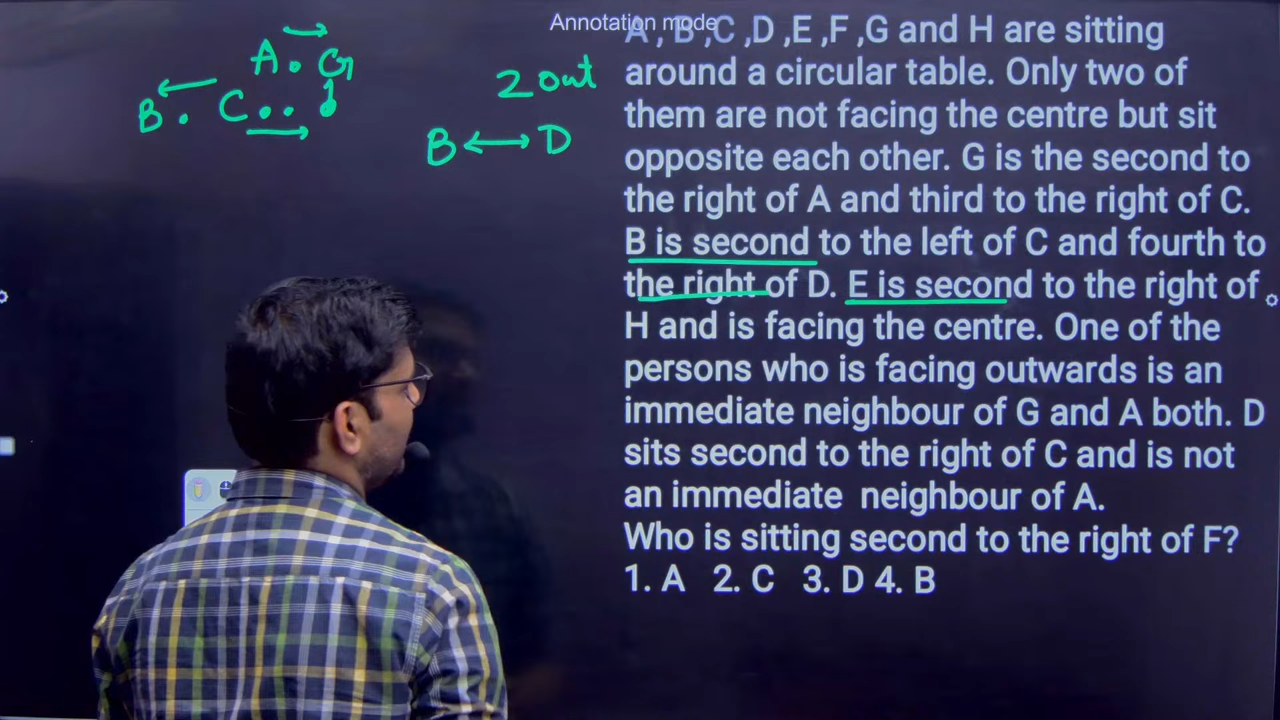 Annotation mode
A , B ,C ,D ,E ,F ,G and H are sitting
around a circular table. Only two of
them are not facing the centre but sit
opposite each other. G is the second to
the right of A and third to the right of C.
B is second to the left of C and fourth to
the right of D. E is second to the right of
H and is facing the centre. One of the
persons who is facing outwards is an
immediate neighbour of G and A both. D
sits second to the right of C and is not
an immediate neighbour of A.
Who is sitting second to the right of F?
1. A 2. C 3. D 4. B
A . G
B . C . .
2 out
B ↔ D